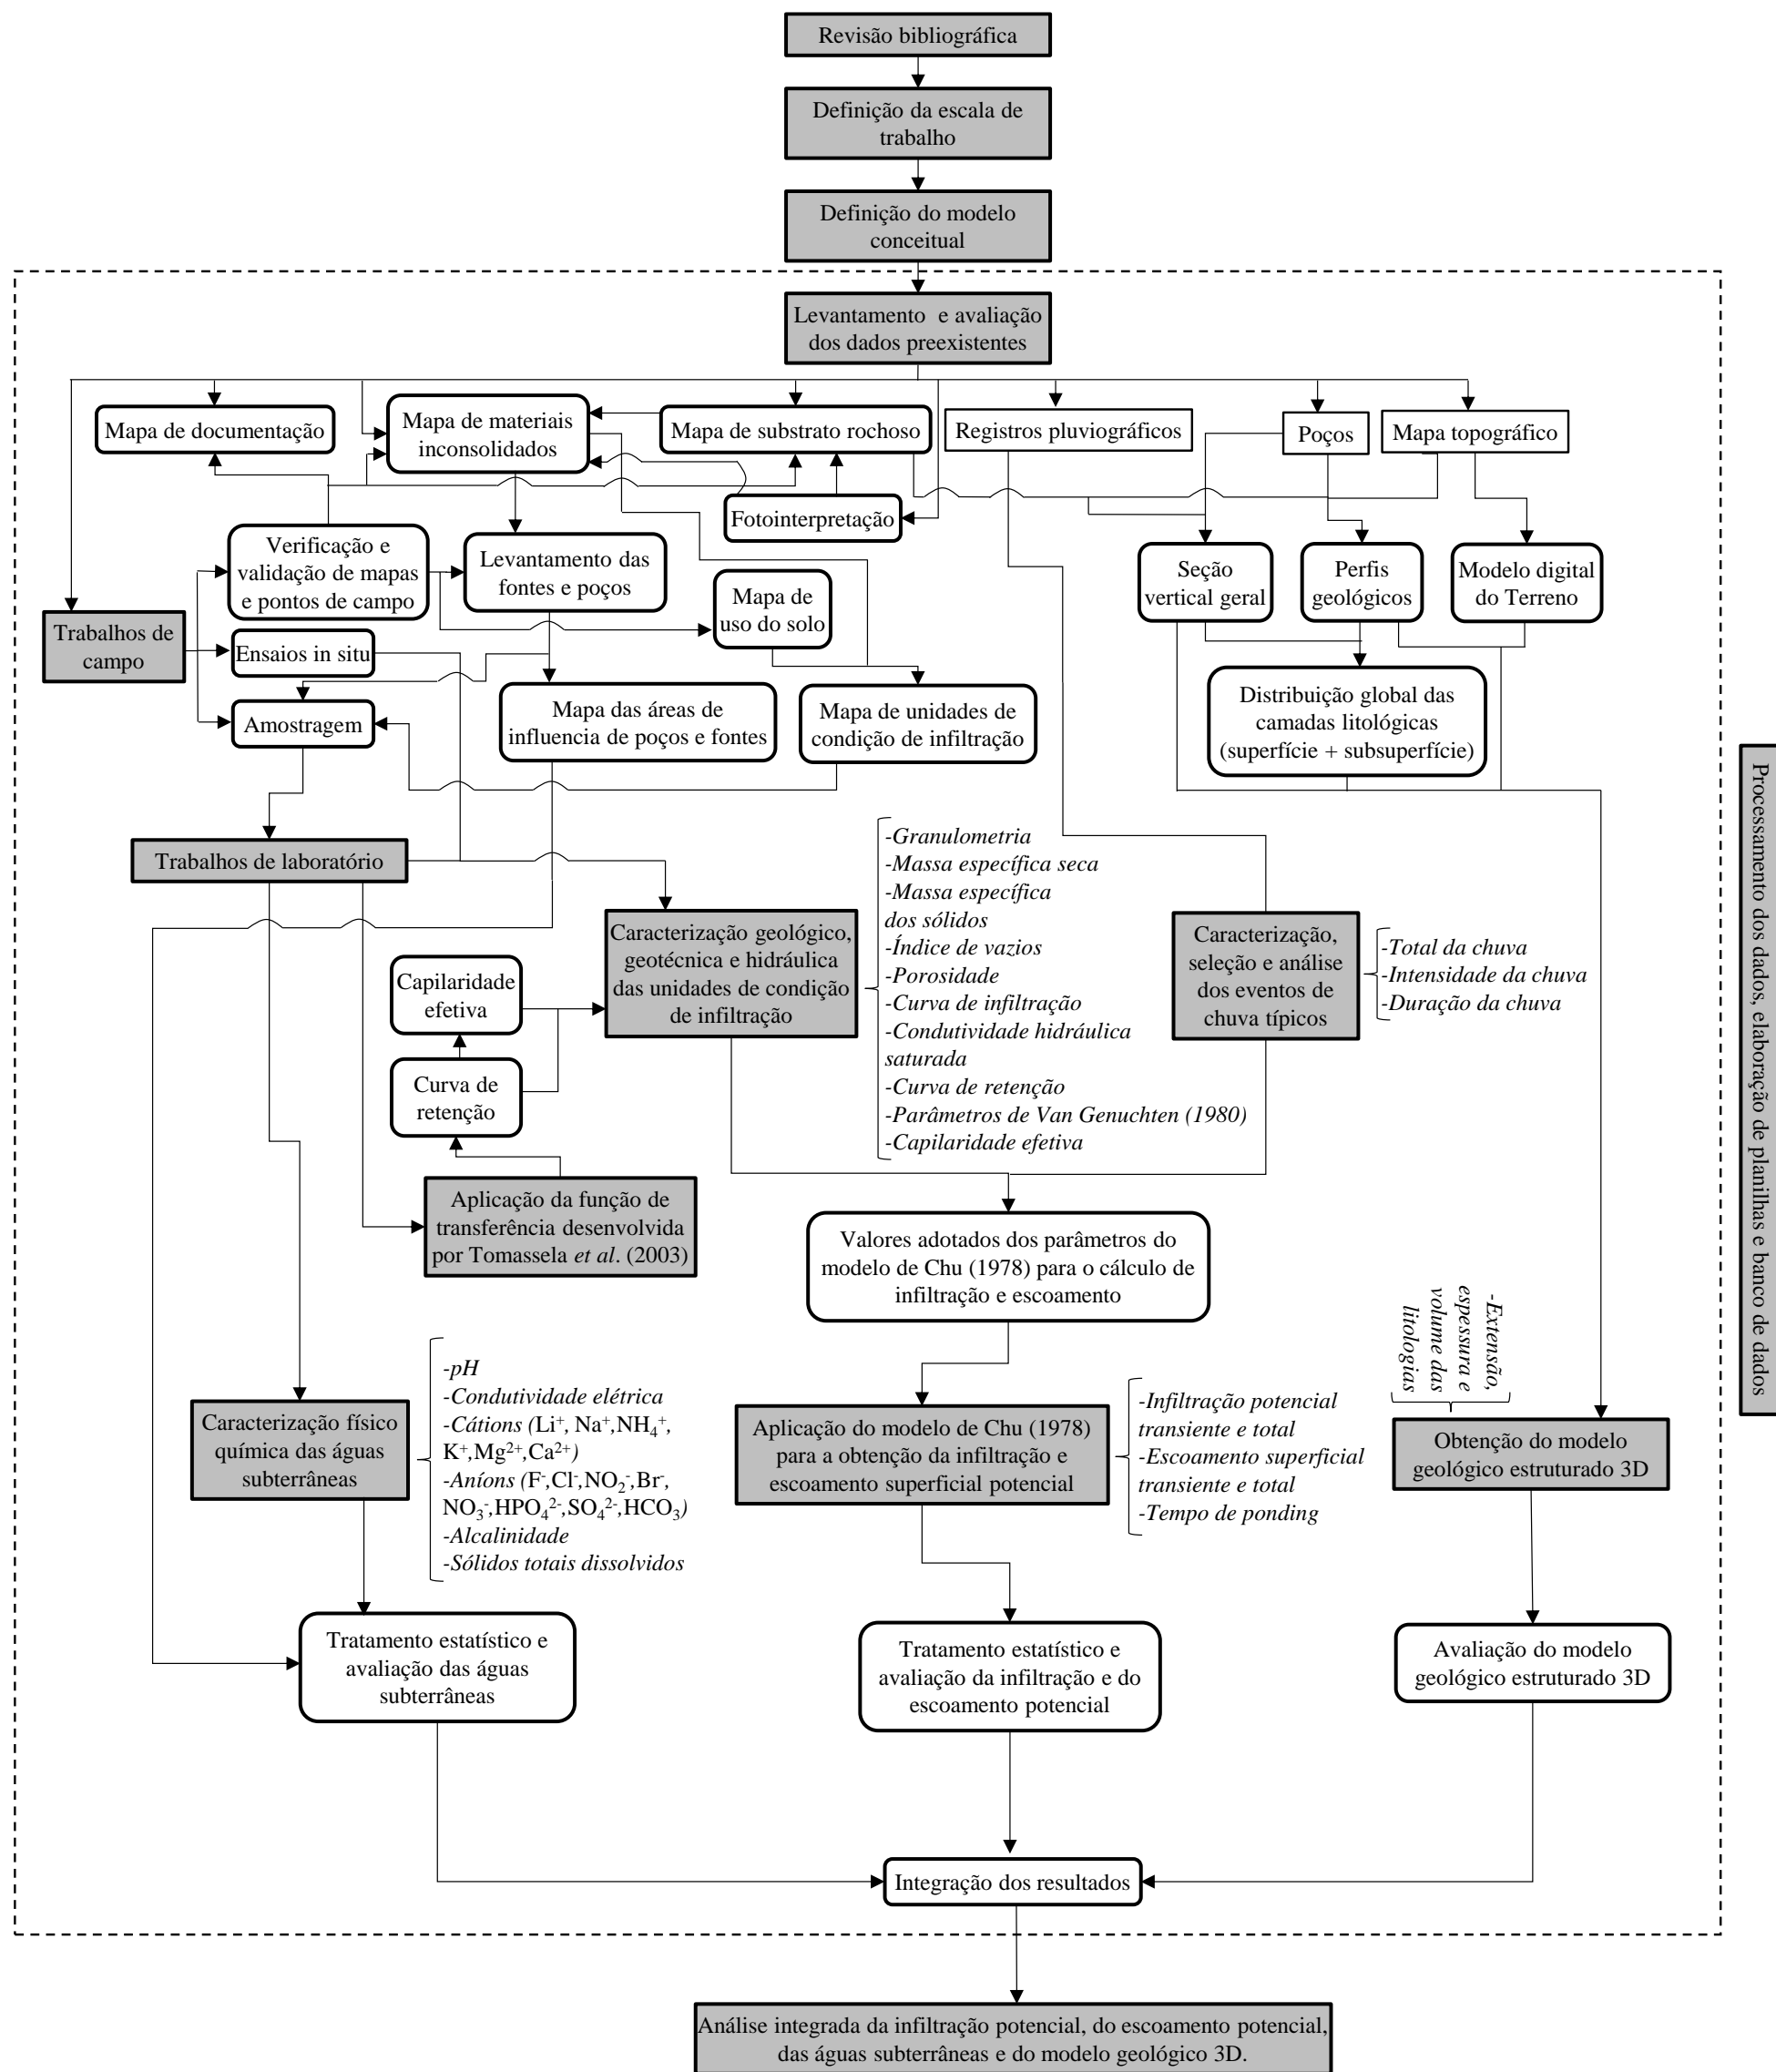 Revisão bibliográfica
Definição da escala de
trabalho
Definição do modelo
conceitual
Levantamento e avaliação
dos dados preexistentes
Mapa de documentação
Mapa de materiais
inconsolidados
Mapa de substrato rochoso
Registros pluviográficos
Poços
Mapa topográfico
Fotointerpretação
Verificação e
validação de mapas
e pontos de campo
Levantamento das
fontes e poços
Mapa de
uso do solo
Seção
vertical geral
Perfis
geológicos
Modelo digital
do Terreno
Trabalhos de
campo
Ensaios in situ
Amostragem
Mapa das áreas de
influencia de poços e fontes
Mapa de unidades de
condição de infiltração
Distribuição global das
camadas litológicas
(superfície + subsuperfície)
Processamento dos dados, elaboração de planilhas e banco de dados
Trabalhos de laboratório
-Granulometria
-Massa específica seca
-Massa específica
dos sólidos
-Índice de vazios
-Porosidade
-Curva de infiltração
-Condutividade hidráulica
saturada
-Curva de retenção
-Parâmetros de Van Genuchten (1980)
-Capilaridade efetiva
Caracterização geológico,
geotécnica e hidráulica
das unidades de condição
de infiltração
Caracterização,
seleção e análise
dos eventos de
chuva típicos
-Total da chuva
-Intensidade da chuva
-Duração da chuva
Capilaridade
efetiva
Curva de
retenção
Aplicação da função de
transferência desenvolvida
por Tomassela et al. (2003)
Valores adotados dos parâmetros do
modelo de Chu (1978) para o cálculo de
infiltração e escoamento
-Extensão,
espessura e
volume das
litologias
Caracterização físico
química das águas
subterrâneas
-pH
-Condutividade elétrica
-Cátions (Li⁺, Na⁺,NH₄⁺,
K⁺,Mg²⁺,Ca²⁺)
-Aníons (F⁻,Cl⁻,NO₂⁻,Br⁻,
NO₃⁻,HPO₄²⁻,SO₄²⁻,HCO₃)
-Alcalinidade
-Sólidos totais dissolvidos
Aplicação do modelo de Chu (1978)
para a obtenção da infiltração e
escoamento superficial potencial
-Infiltração potencial
transiente e total
-Escoamento superficial
transiente e total
-Tempo de ponding
Obtenção do modelo
geológico estruturado 3D
Tratamento estatístico e
avaliação das águas
subterrâneas
Tratamento estatístico e
avaliação da infiltração e do
escoamento potencial
Avaliação do modelo
geológico estruturado 3D
Integração dos resultados
Análise integrada da infiltração potencial, do escoamento potencial,
das águas subterrâneas e do modelo geológico 3D.